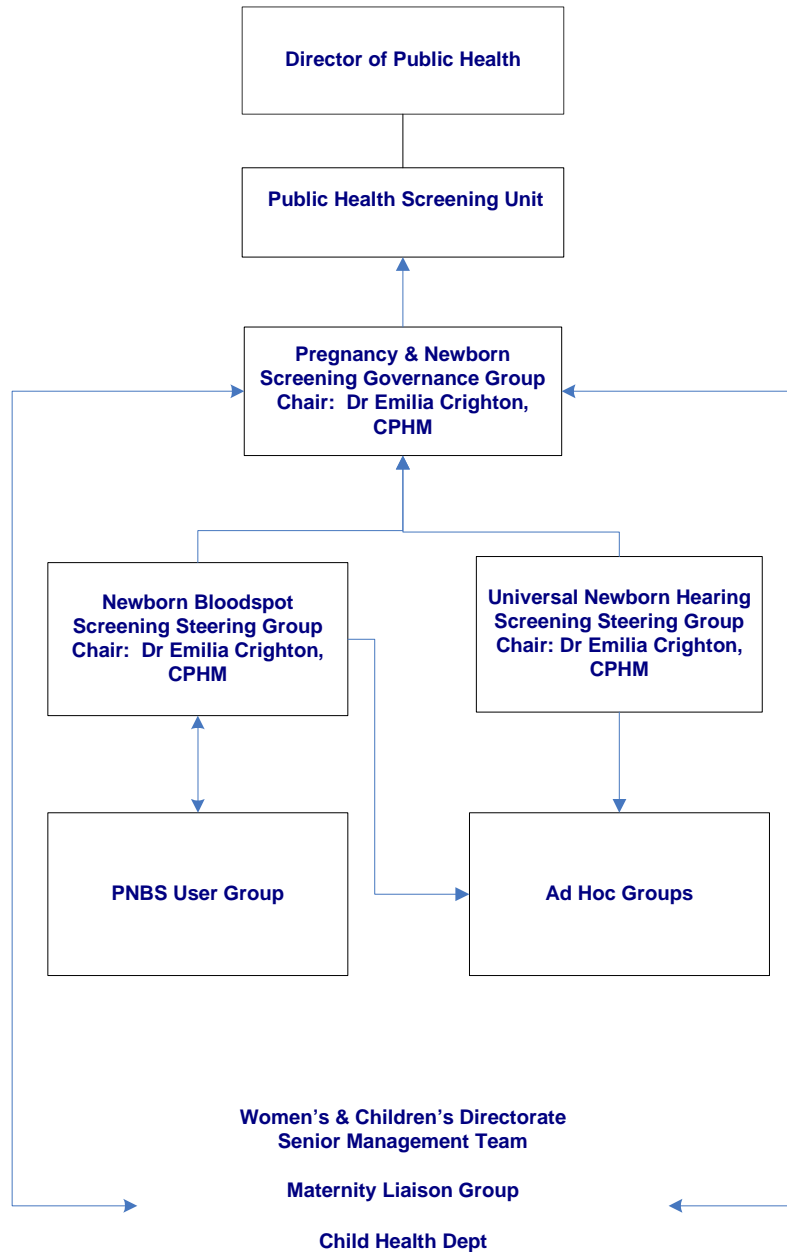 Director of Public Health
Public Health Screening Unit
Pregnancy & Newborn
Screening Governance Group
Chair: Dr Emilia Crighton,
CPHM
Newborn Bloodspot
Screening Steering Group
Chair: Dr Emilia Crighton,
CPHM
Universal Newborn Hearing
Screening Steering Group
Chair: Dr Emilia Crighton,
CPHM
PNBS User Group
Ad Hoc Groups
Women’s & Children’s Directorate
Senior Management Team
Maternity Liaison Group
Child Health Dept